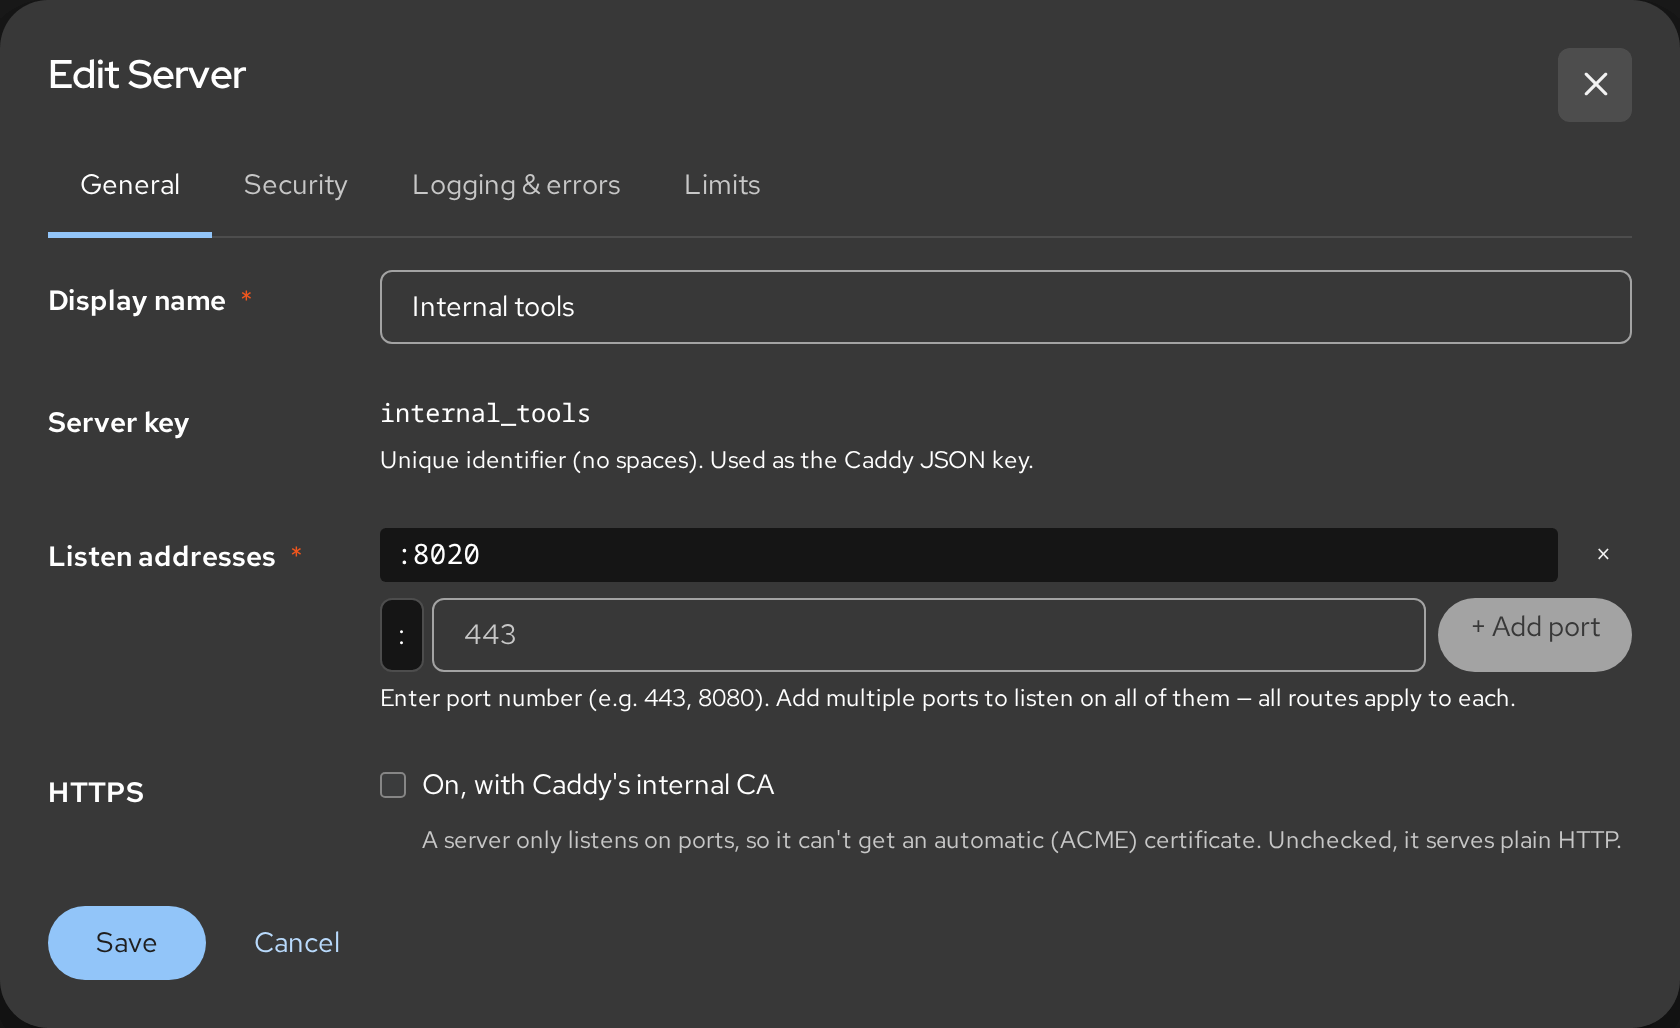 Edit Server
×
General Security Logging & errors Limits
Display name *
Internal tools
Server key
internal_tools
Unique identifier (no spaces). Used as the Caddy JSON key.
Listen addresses *
:8020 ×
: 443 + Add port
Enter port number (e.g. 443, 8080). Add multiple ports to listen on all of them — all routes apply to each.
HTTPS
On, with Caddy's internal CA
A server only listens on ports, so it can't get an automatic (ACME) certificate. Unchecked, it serves plain HTTP.
Save Cancel